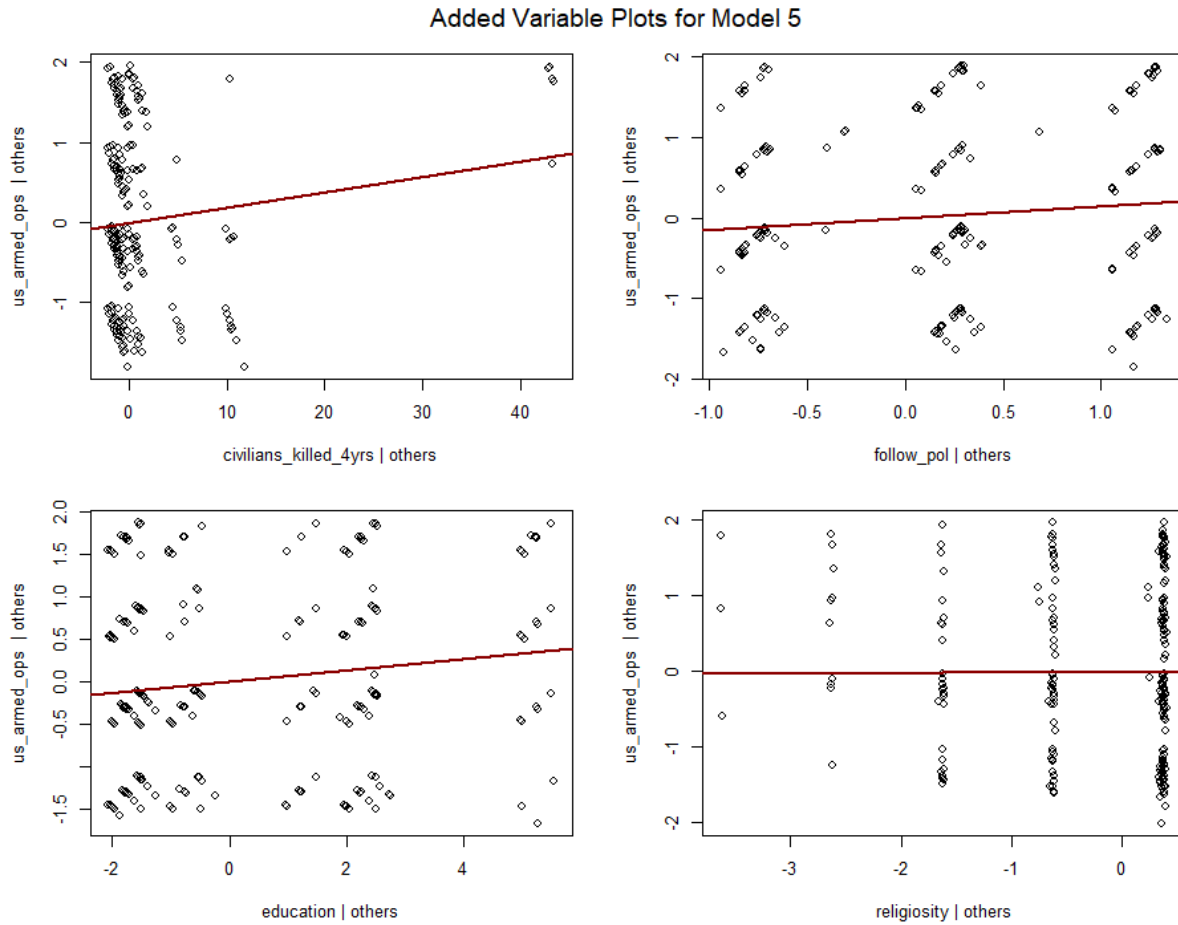 Added Variable Plots for Model 5
us_armed_ops | others
2
1
0
-1
0 10 20 30 40
civilians_killed_4yrs | others
us_armed_ops | others
2
1
0
-1
-2
-1.0 -0.5 0.0 0.5 1.0
follow_pol | others
us_armed_ops | others
2.0
1.0
0.5
0.0
-0.5
-1.5
-2 0 2 4
education | others
us_armed_ops | others
2
1
0
-1
-2
-3 -2 -1 0
religiosity | others